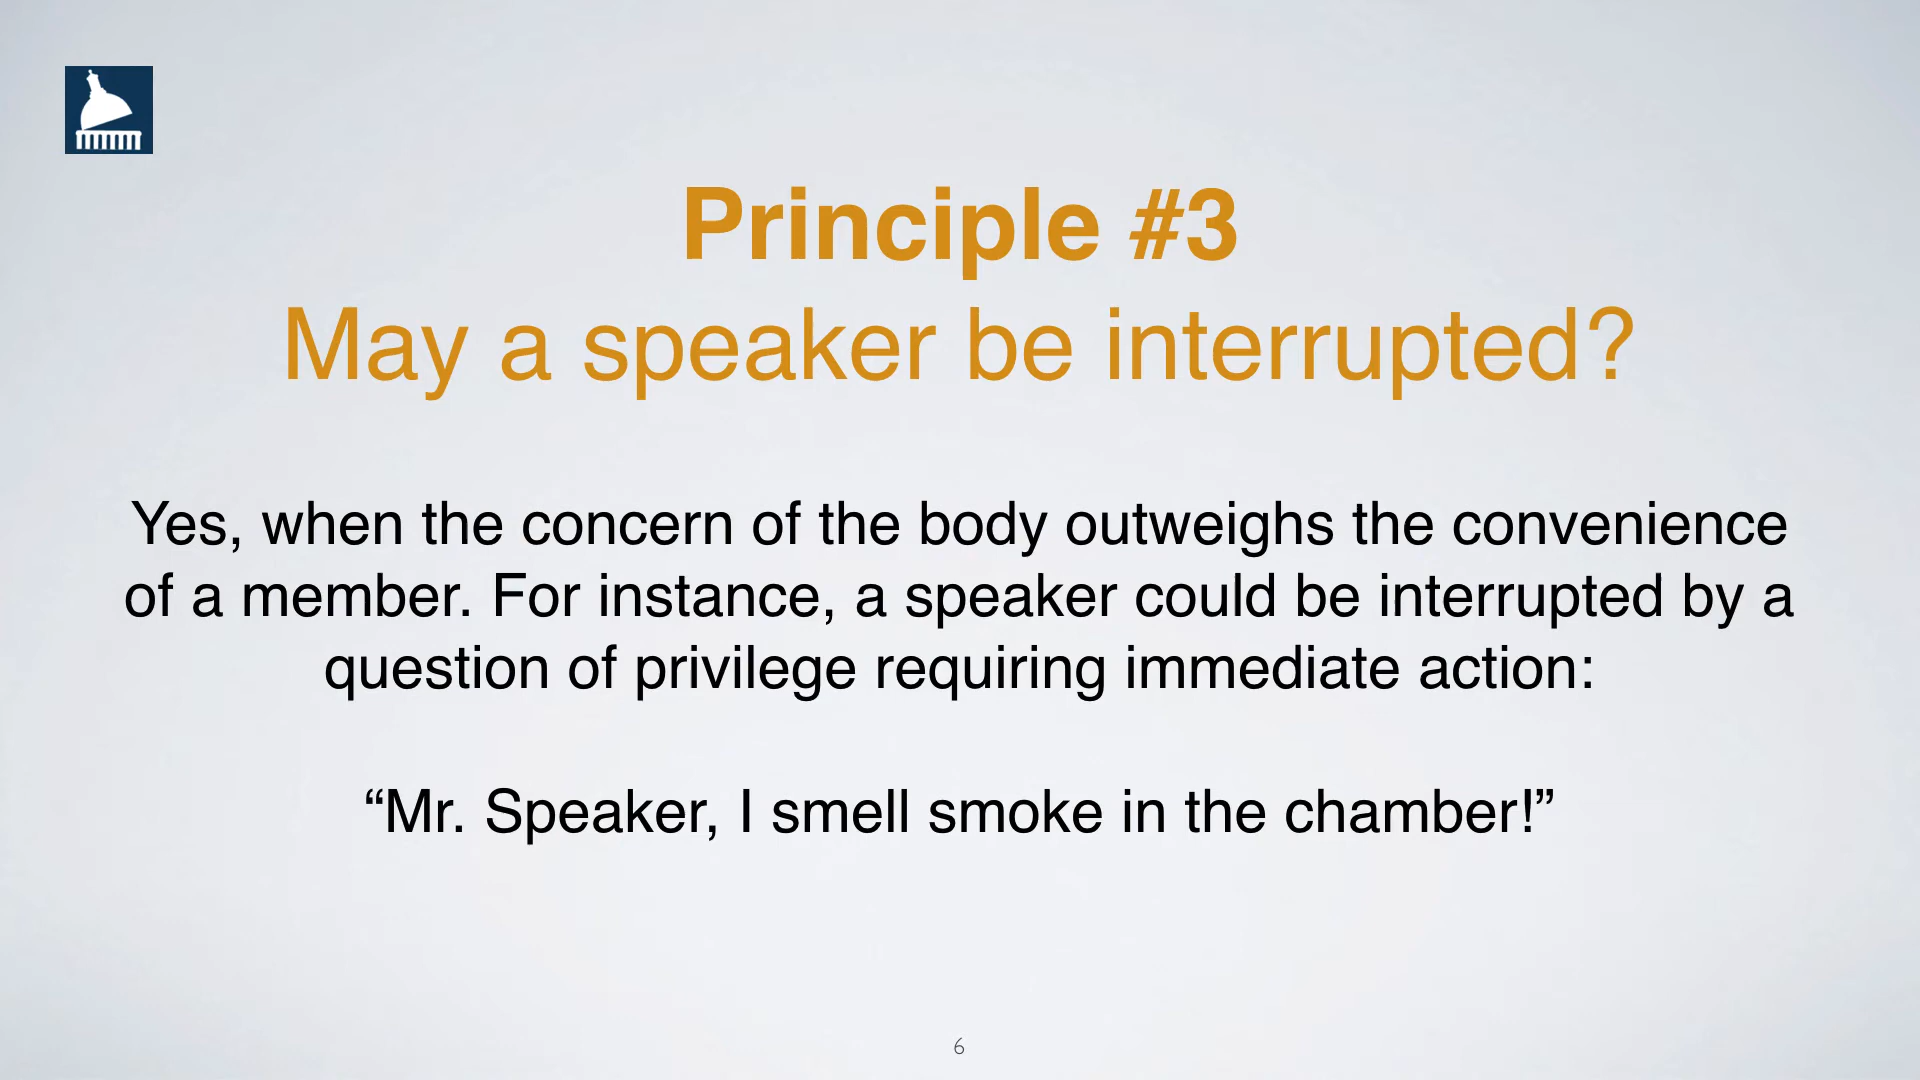 Principle #3
May a speaker be interrupted?
Yes, when the concern of the body outweighs the convenience
of a member. For instance, a speaker could be interrupted by a
question of privilege requiring immediate action:
“Mr. Speaker, I smell smoke in the chamber!”
6